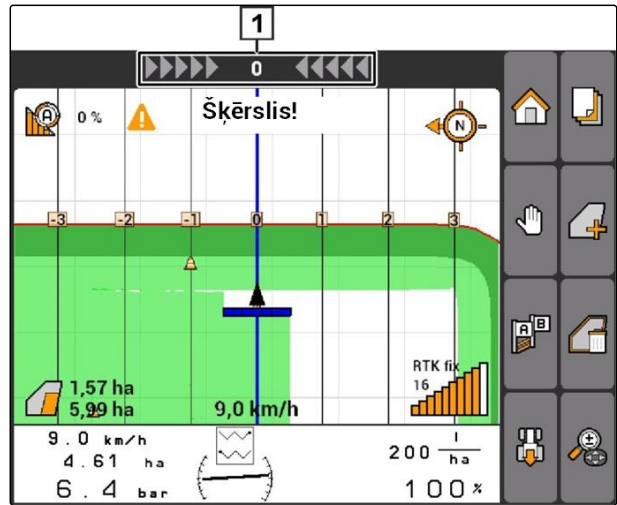 1
0
A 0 % Šķērslis! N
-3 -2 -1 0 1 2 3
A B
RTK fix
16
1,57 ha
5,99 ha 9,0 km/h
9.0 km/h
4.61 ha 200 l/ha
6.4 bar 100%